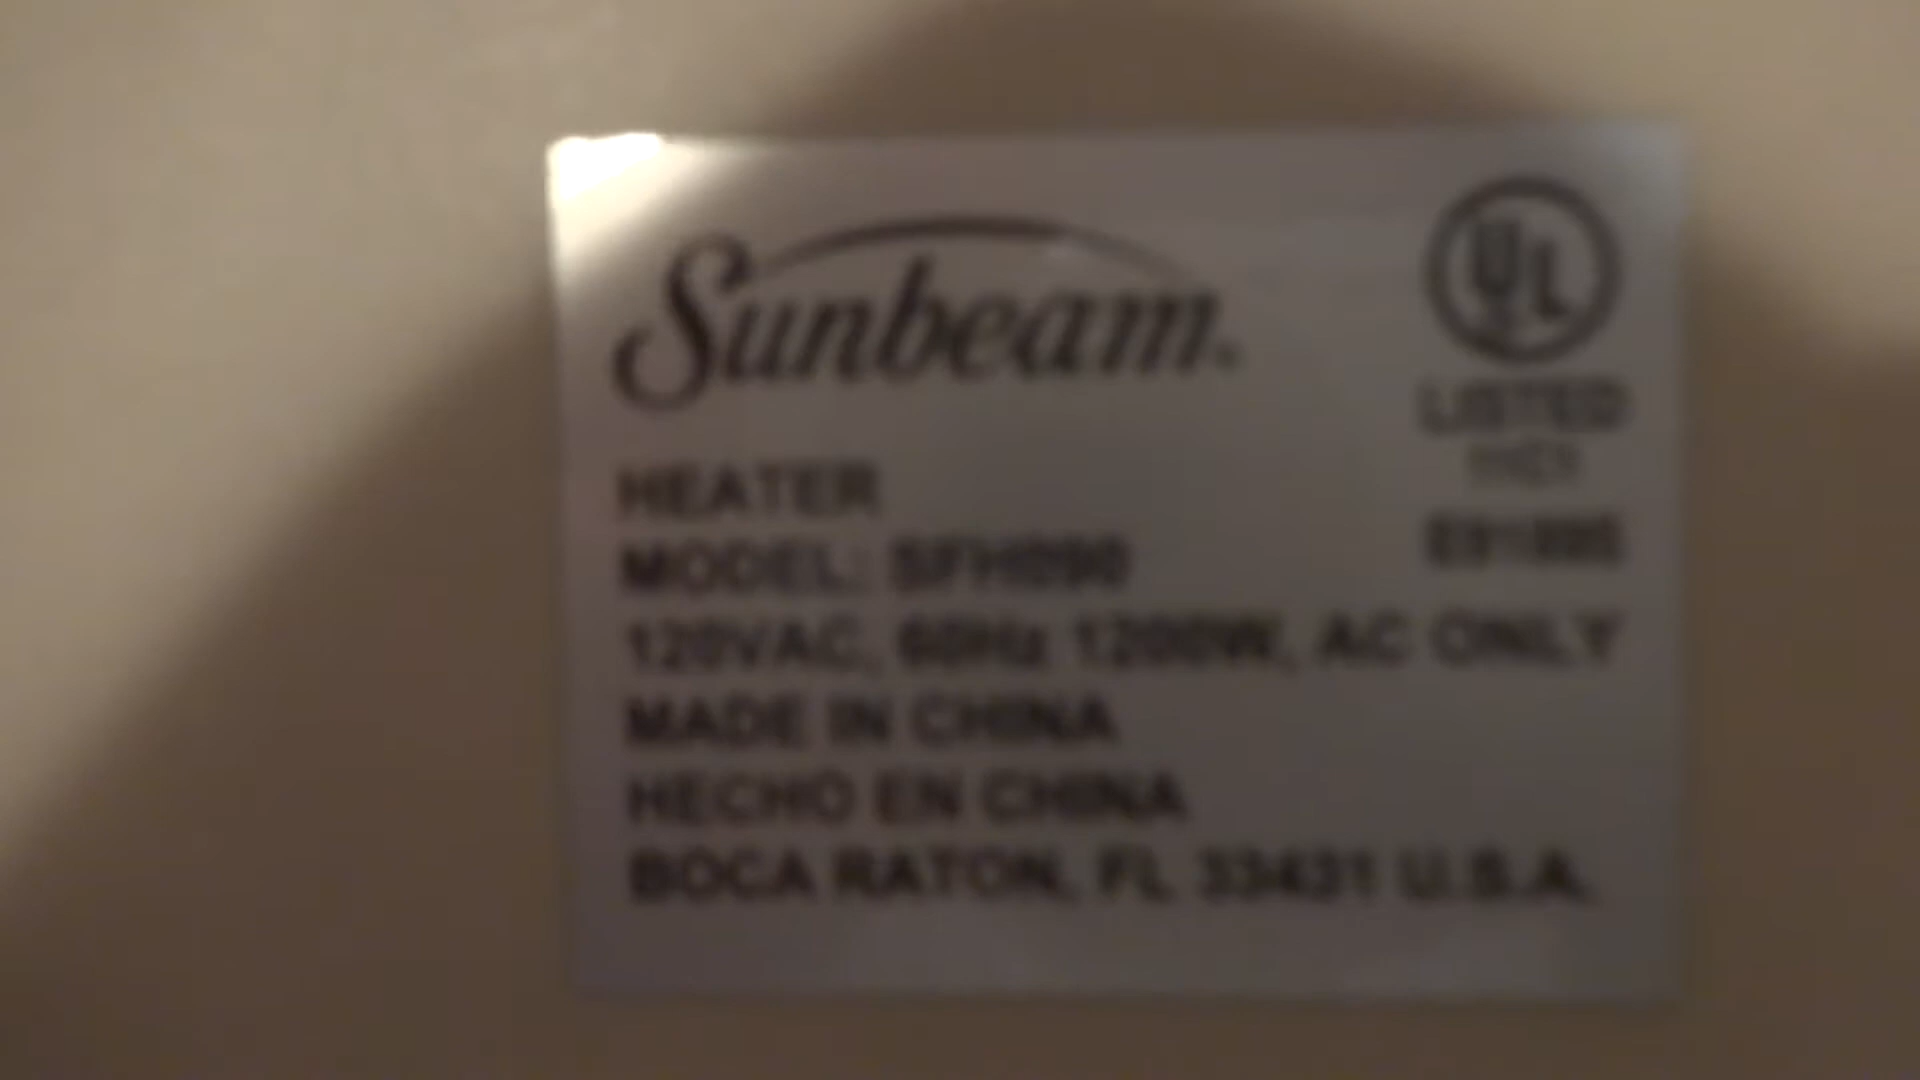 Sunbeam
UL
LISTED
HEATER
MODEL:
120VAC, 60Hz 1200W, AC ONLY
MADE IN CHINA
HECHO EN CHINA
BOCA RATON, FL 33431 U.S.A.